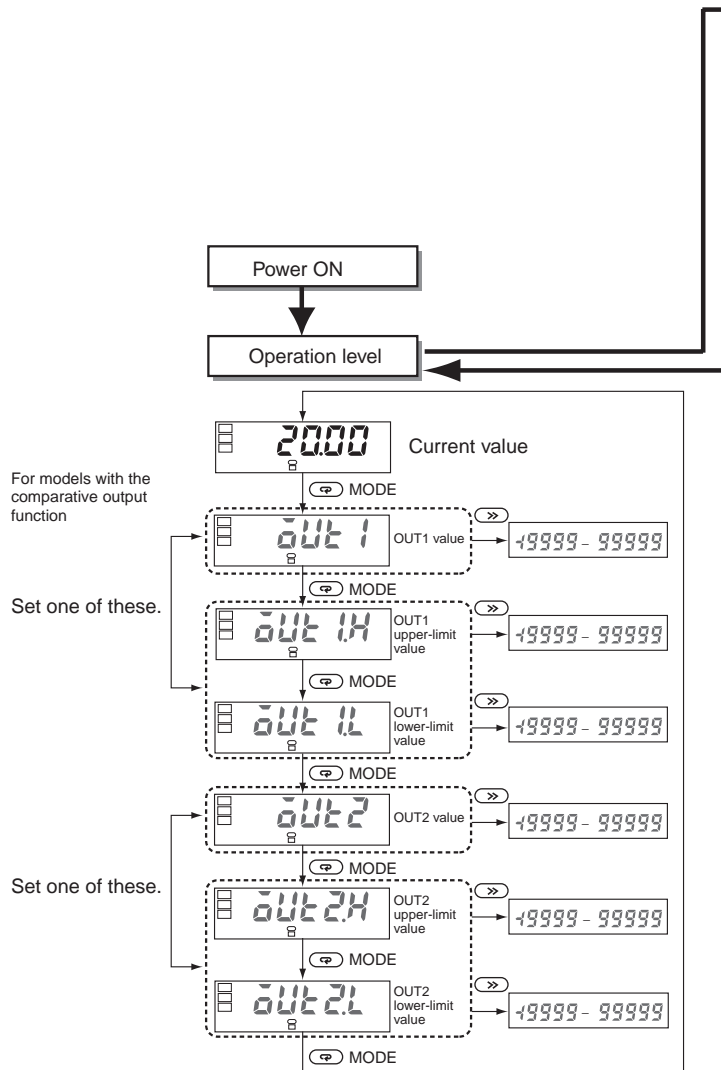 Power ON
Operation level
20.00
Current value
MODE
For models with the
comparative output
function
Set one of these.
out 1
OUT1 value
-19999 - 99999
MODE
out 1.H
OUT1
upper-limit
value
-19999 - 99999
MODE
out 1.L
OUT1
lower-limit
value
-19999 - 99999
MODE
Set one of these.
out2
OUT2 value
-19999 - 99999
MODE
out2.H
OUT2
upper-limit
value
-19999 - 99999
MODE
out2.L
OUT2
lower-limit
value
-19999 - 99999
MODE